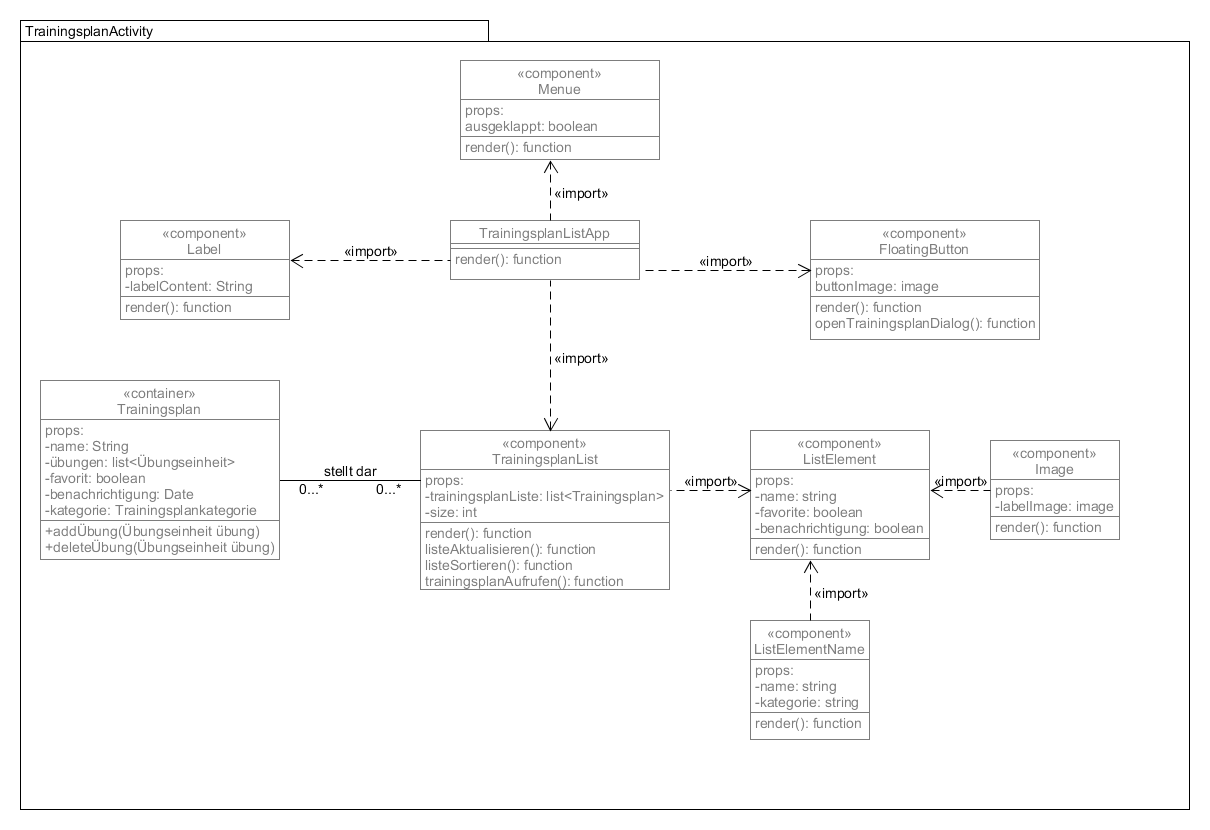 TrainingsplanActivity
«component»
Menue
props:
ausgeklappt: boolean
render(): function
«import»
«component»
Label
props:
-labelContent: String
render(): function
«import»
TrainingsplanListApp
render(): function
«import»
«component»
FloatingButton
props:
buttonImage: image
render(): function
openTrainingsplanDialog(): function
«import»
«container»
Trainingsplan
props:
-name: String
-übungen: list<Übungseinheit>
-favorit: boolean
-benachrichtigung: Date
-kategorie: Trainingsplankategorie
+addÜbung(Übungseinheit übung)
+deleteÜbung(Übungseinheit übung)
stellt dar
0...*
0...*
«component»
TrainingsplanList
props:
-trainingsplanListe: list<Trainingsplan>
-size: int
render(): function
listeAktualisieren(): function
listeSortieren(): function
trainingsplanAufrufen(): function
«import»
«component»
ListElement
props:
-name: string
-favorite: boolean
-benachrichtigung: boolean
render(): function
«import»
«component»
Image
props:
-labelImage: image
render(): function
«import»
«component»
ListElementName
props:
-name: string
-kategorie: string
render(): function